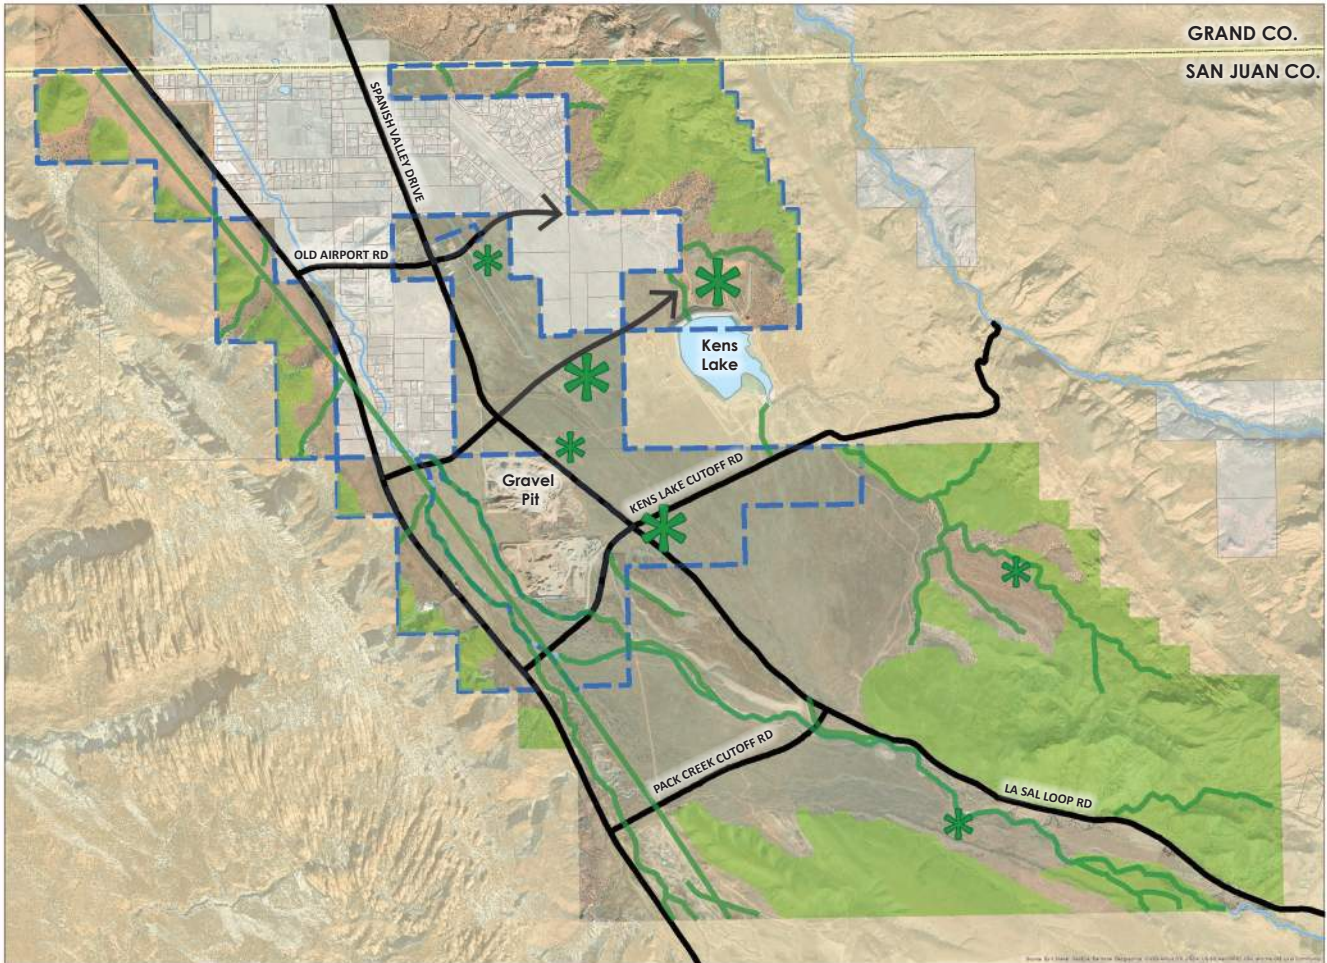 GRAND CO.
SAN JUAN CO.
SPANISH VALLEY DRIVE
OLD AIRPORT RD
Kens
Lake
Gravel
Pit
KENS LAKE CUTOFF RD
PACK CREEK CUTOFF RD
LA SAL LOOP RD